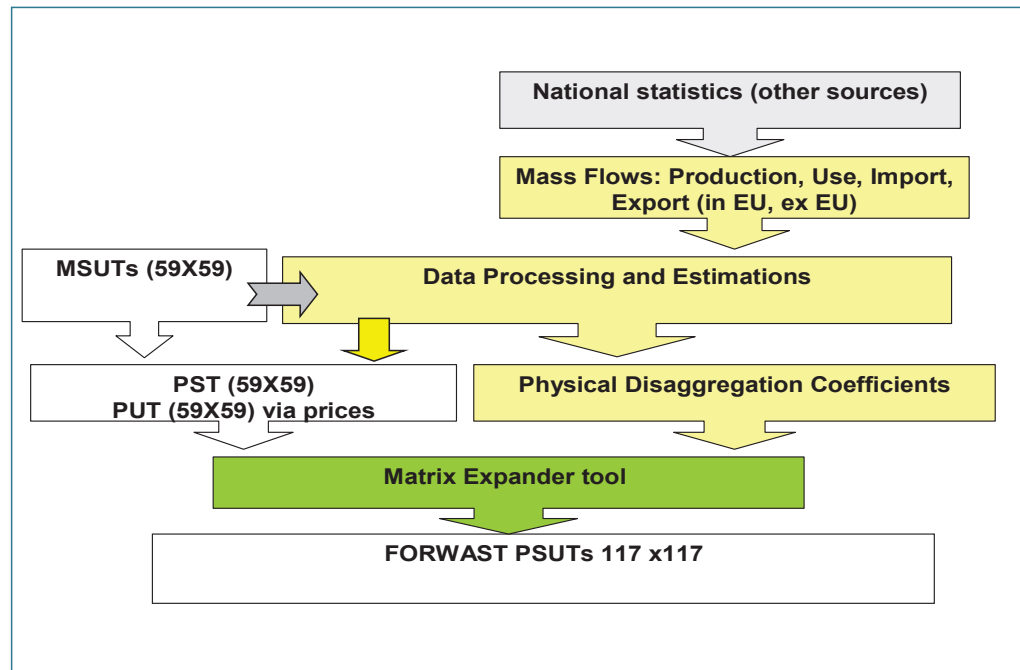 National statistics (other sources)
Mass Flows: Production, Use, Import,
Export (in EU, ex EU)
MSUTs (59X59)
Data Processing and Estimations
PST (59X59)
PUT (59X59) via prices
Physical Disaggregation Coefficients
Matrix Expander tool
FORWAST PSUTs 117 x117